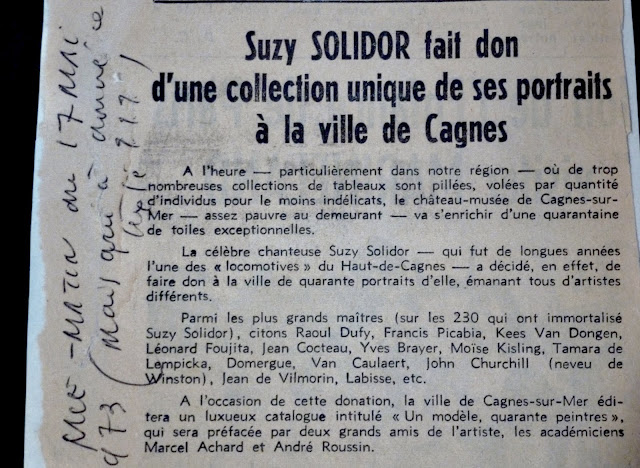 Suzy SOLIDOR fait don
d'une collection unique de ses portraits
à la ville de Cagnes
A l'heure — particulièrement dans notre région — où de trop
nombreuses collections de tableaux sont pillées, volées par quantité
d'individus pour le moins indélicats, le château-musée de Cagnes-sur-
Mer — assez pauvre au demeurant — va s'enrichir d'une quarantaine
de toiles exceptionnelles.
La célèbre chanteuse Suzy Solidor — qui fut de longues années
l'une des « locomotives » du Haut-de-Cagnes — a décidé, en effet, de
faire don à la ville de quarante portraits d'elle, émanant tous d'artistes
différents.
Parmi les plus grands maîtres (sur les 230 qui ont immortalisé
Suzy Solidor), citons Raoul Dufy, Francis Picabia, Kees Van Dongen,
Léonard Foujita, Jean Cocteau, Yves Brayer, Moïse Kisling, Tamara de
Lempicka, Domergue, Van Caulaert, John Churchill (neveu de
Winston), Jean de Vilmorin, Labisse, etc.
A l'occasion de cette donation, la ville de Cagnes-sur-Mer édi-
tera un luxueux catalogue intitulé « Un modèle, quarante peintres »,
qui sera préfacée par deux grands amis de l'artiste, les académiciens
Marcel Achard et André Roussin.
MATIN du 17 MAI
973 (mais qui a